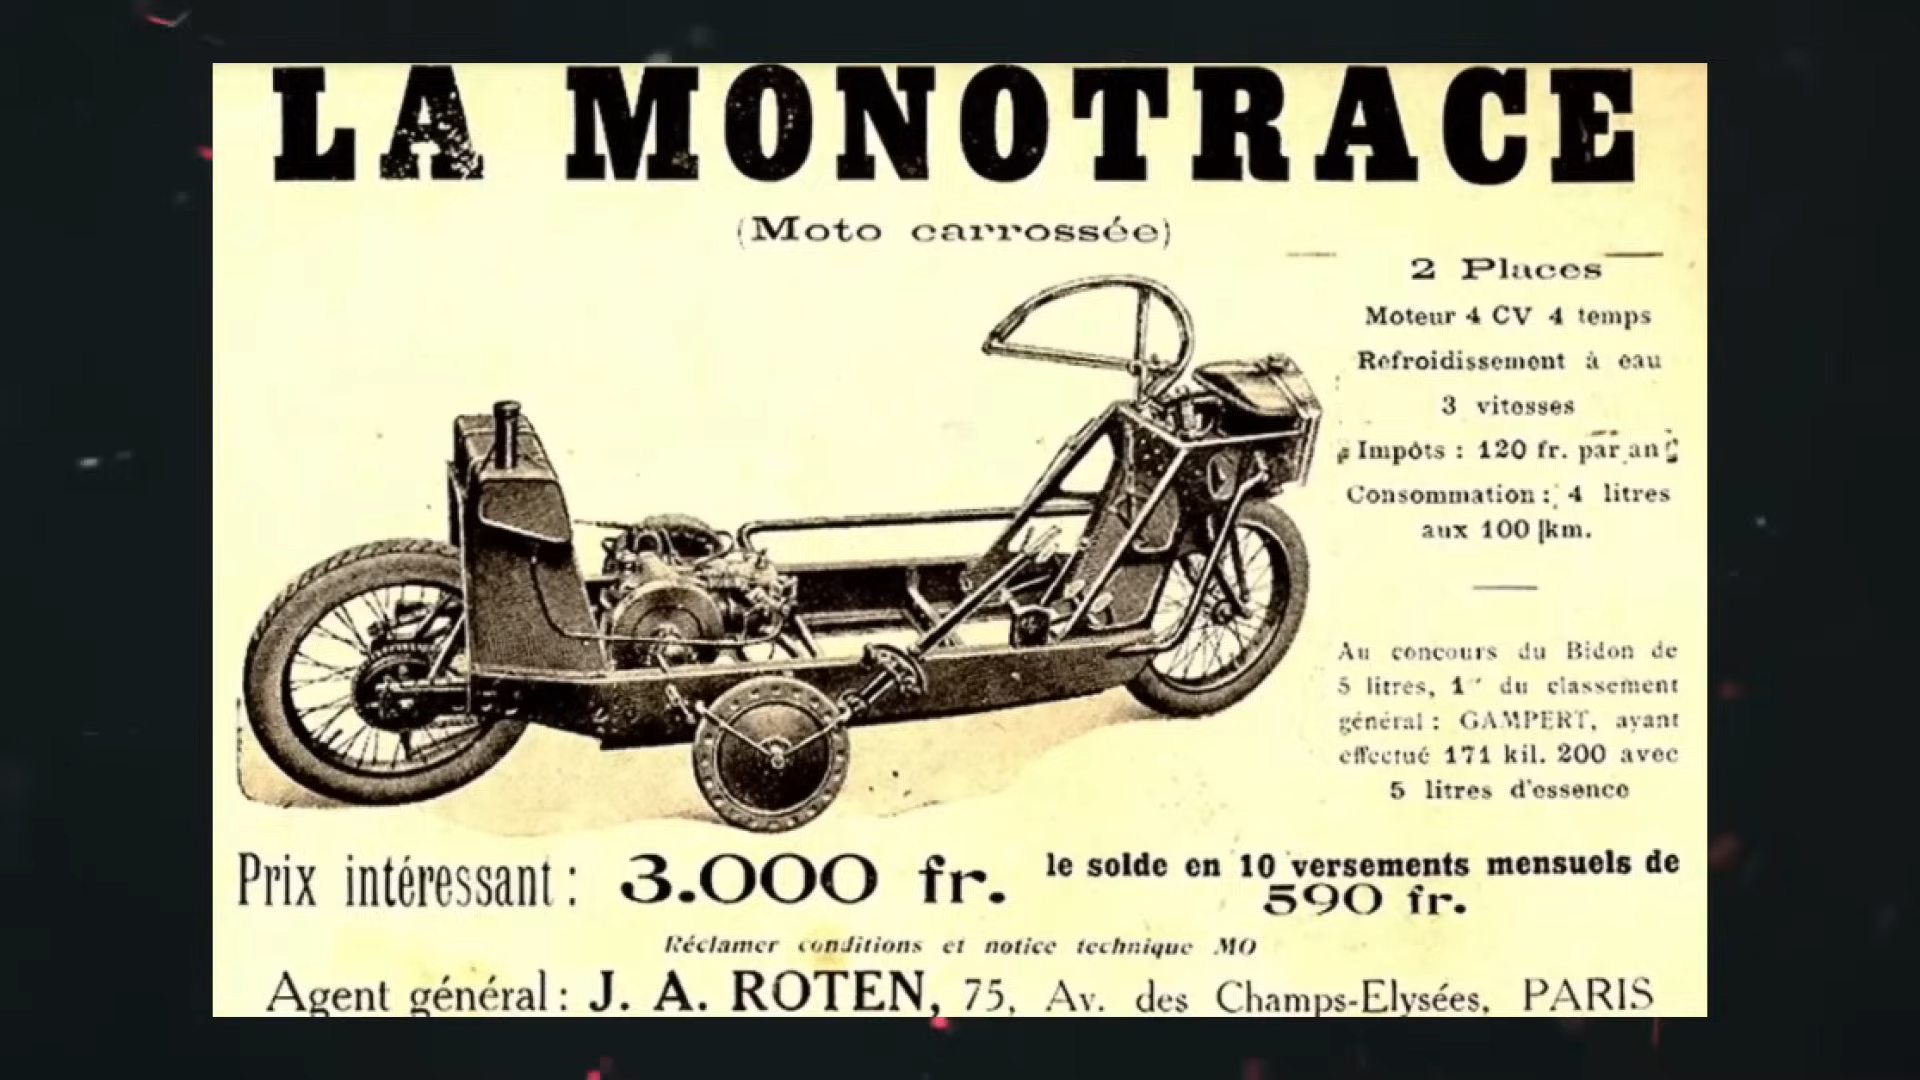 LA MONOTRACE
(Moto carrossée)
2 Places
Moteur 4 CV 4 temps
Refroidissement à eau
3 vitesses
Impôts : 120 fr. par an
Consommation : 4 litres
aux 100 km.
Au concours du Bidon de
5 litres, 1er du classement
général : GAMPERT, ayant
effectué 171 kil. 200 avec
5 litres d'essence
Prix intéressant : 3.000 fr. le solde en 10 versements mensuels de
590 fr.
Réclamer conditions et notice technique MO
Agent général : J. A. ROTEN, 75, Av. des Champs-Elysées, PARIS